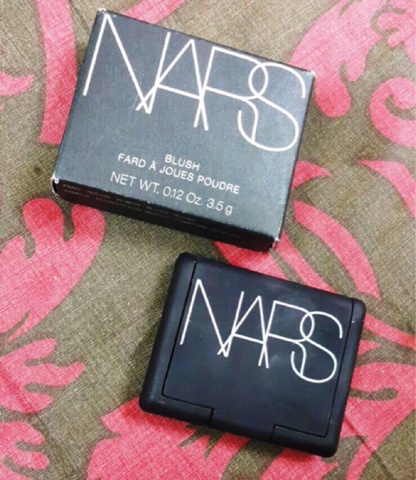 NARS
BLUSH
FARD À JOUES POUDRE
NET WT. 0.12 Oz. 3.5 g
NARS